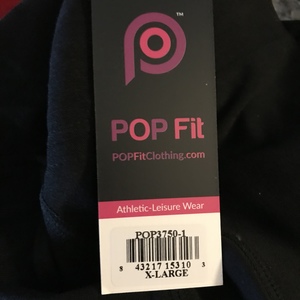 ™
POP Fit
POPFitClothing.com
Athletic-Leisure Wear
POP3750-1
8 43217 15310 3
X-LARGE